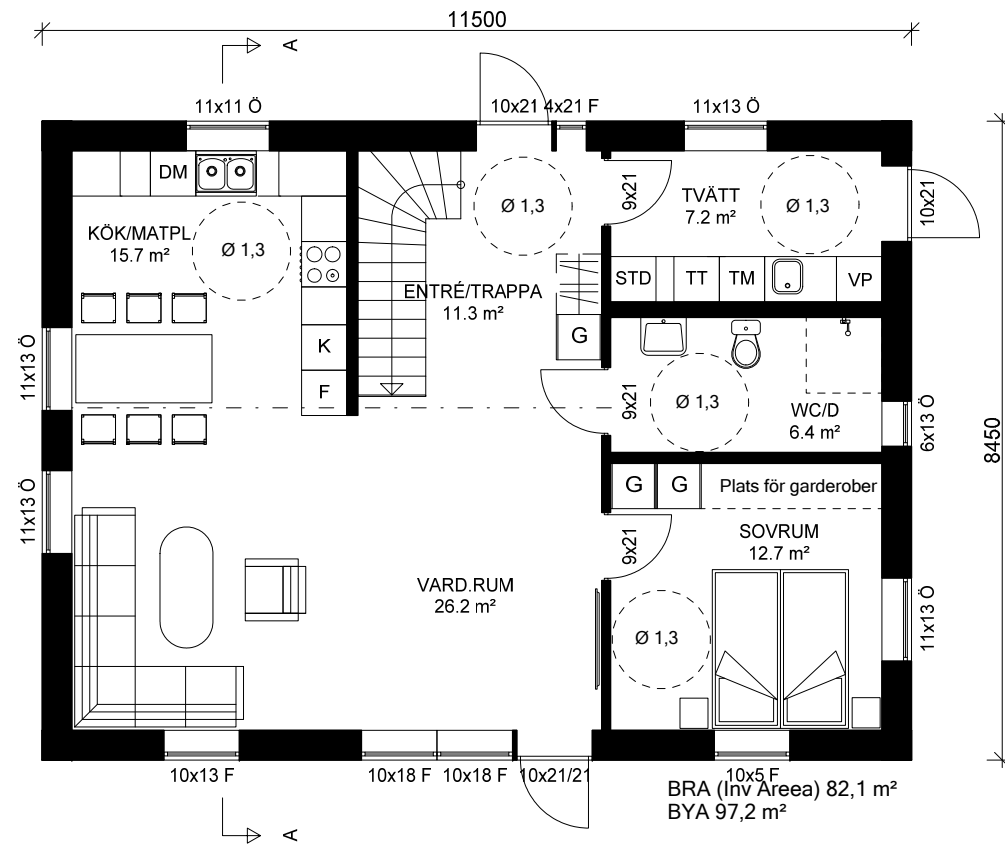 11500
A
11x11 Ö
10x21 4x21 F
11x13 Ö
DM
KÖK/MATPL
15.7 m²
Ø 1,3
Ø 1,3
9x21
TVÄTT
7.2 m²
Ø 1,3
10x21
STD
TT
TM
VP
ENTRÉ/TRAPPA
11.3 m²
G
K
F
11x13 Ö
9x21
Ø 1,3
WC/D
6.4 m²
6x13 Ö
8450
11x13 Ö
G
G
Plats för garderober
9x21
SOVRUM
12.7 m²
VARD.RUM
26.2 m²
Ø 1,3
11x13 Ö
10x13 F
10x18 F
10x18 F
10x21/21
10x5 F
BRA (Inv Areea) 82,1 m²
BYA 97,2 m²
A